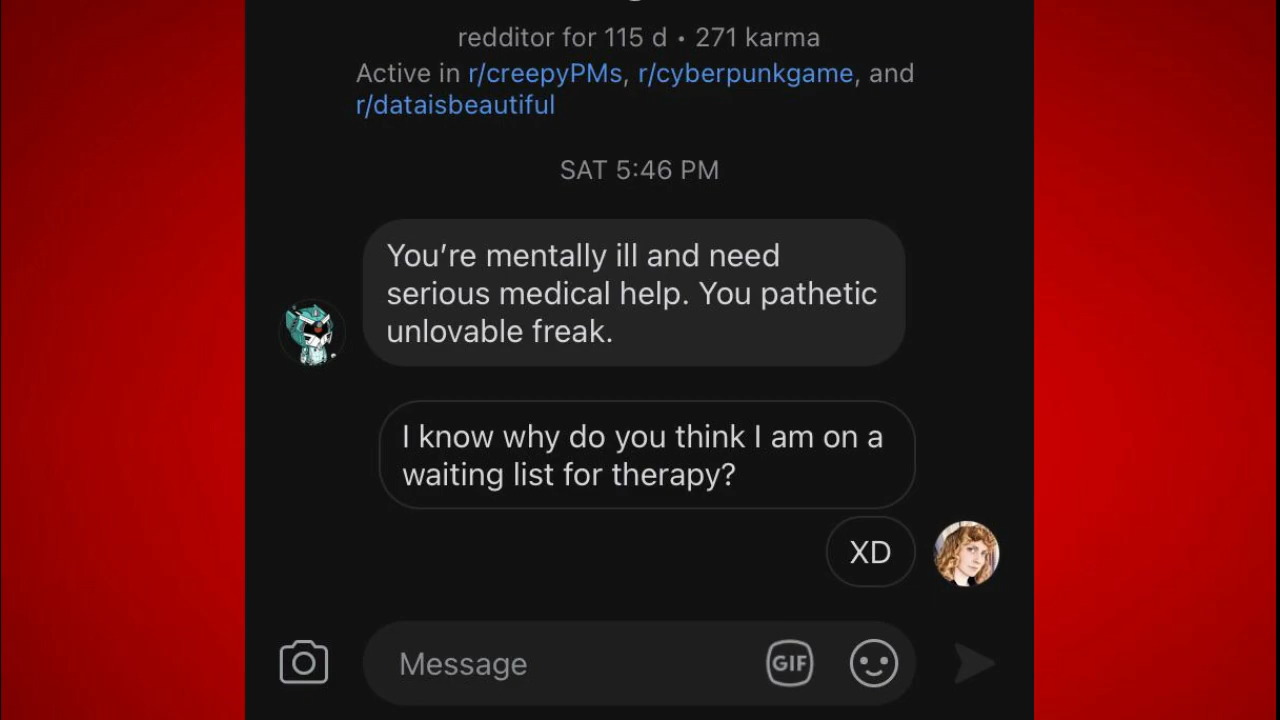 redditor for 115 d • 271 karma
Active in r/creepyPMs, r/cyberpunkgame, and
r/dataisbeautiful
SAT 5:46 PM
You’re mentally ill and need
serious medical help. You pathetic
unlovable freak.
I know why do you think I am on a
waiting list for therapy?
XD
Message
GIF